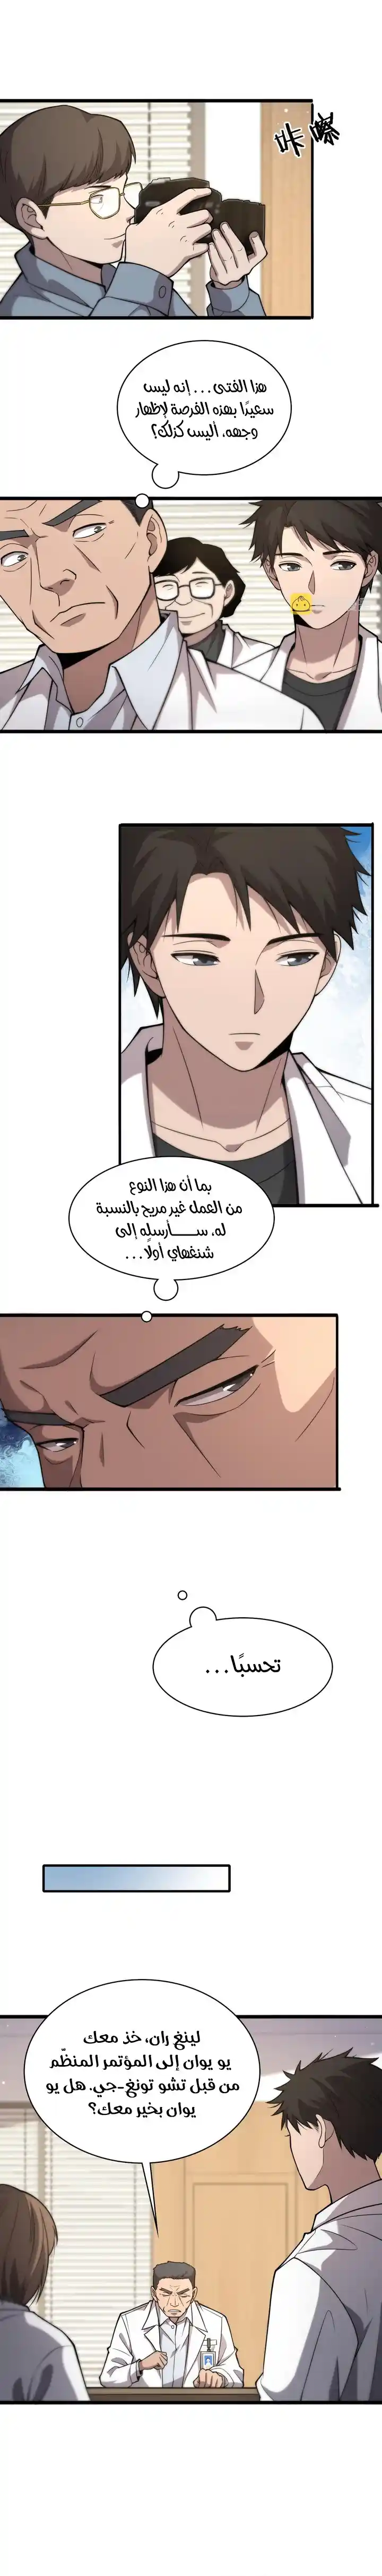 咔嚓
هذا الفتى... إنه ليس
سعيدًا بهذه الفرصة لإظهار
وجهه، أليس كذلك؟
بما أن هذا النوع
من العمل غير مريح بالنسبة
له، ســـأرسله إلى
شنغهاي أولًا...
تحسبًا...
لينغ ران، خذ معك
يو يوان إلى المؤتمر المنظّم
من قبل تشو تونغ-جي. هل يو
يوان بخير معك؟